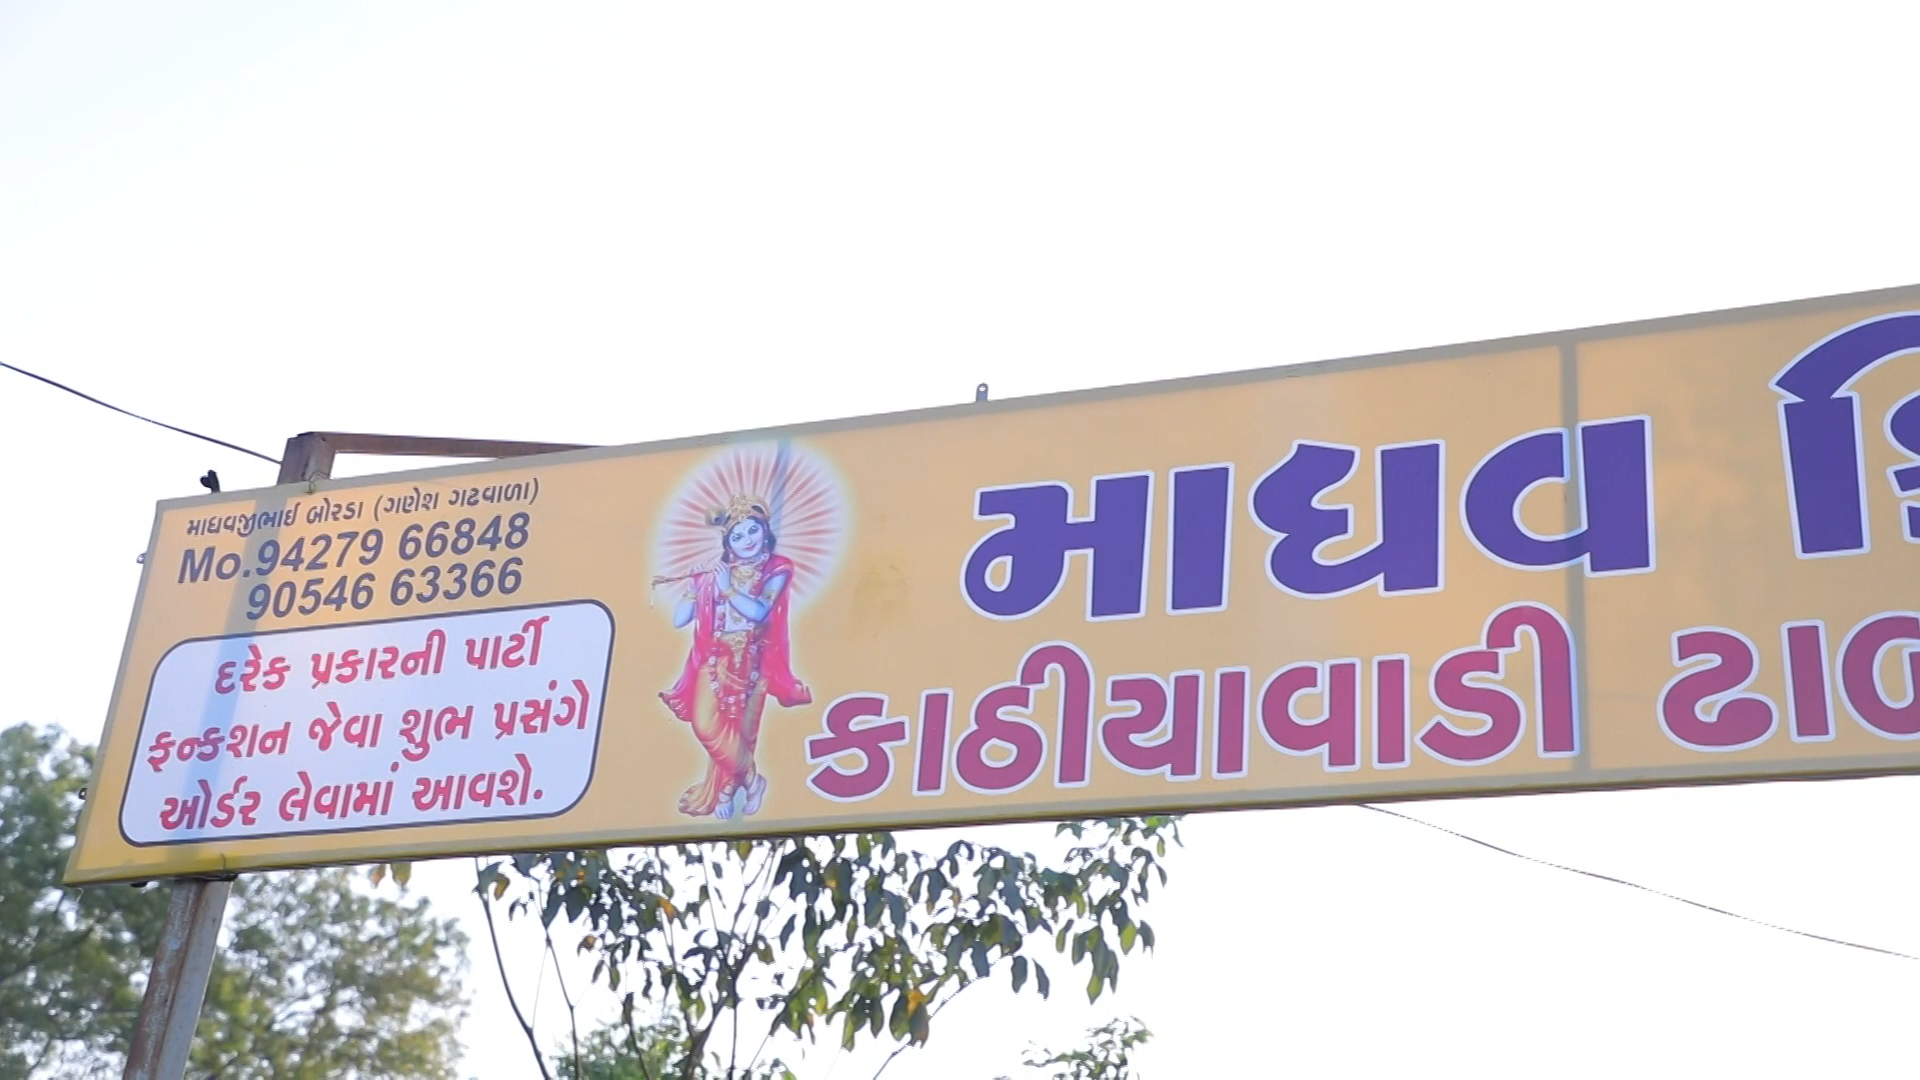 માધવજીભાઈ બોરડા (ગણેશ ગઢવાળા)
Mo.94279 66848
90546 63366
દરેક પ્રકારની પાર્ટી
ફન્કશન જેવા શુભ પ્રસંગે
ઓર્ડર લેવામાં આવશે.
માધવ
કાઠીયાવાડી